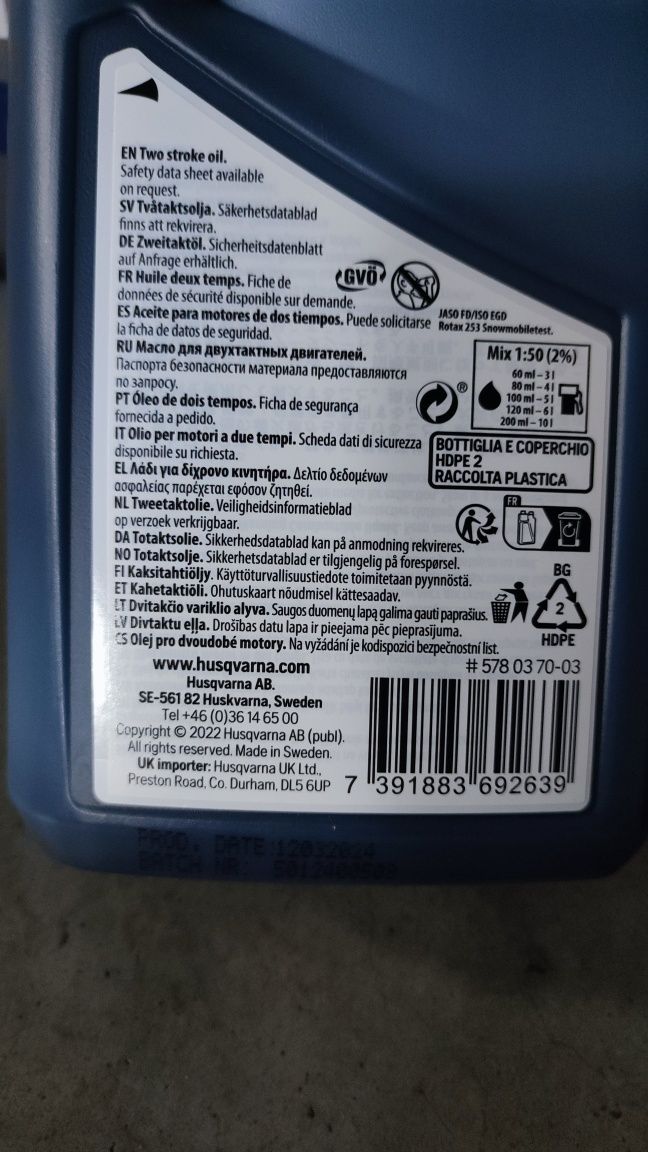 EN Two stroke oil.
Safety data sheet available
on request.
SV Tvåtaktsolja. Säkerhetsdatablad
finns att rekvirera.
DE Zweitaktöl. Sicherheitsdatenblatt
auf Anfrage erhältlich.
GVÖ
FR Huile deux temps. Fiche de
données de sécurité disponible sur demande.
ES Aceite para motores de dos tiempos. Puede solicitarse
la ficha de datos de seguridad.
JASO FD/ISO EGD
Rotax 253 Snowmobiletest.
RU Масло для двухтактных двигателей.
Паспорта безопасности материала предоставляются
по запросу.
Mix 1:50 (2%)
60 ml – 3 l
80 ml – 4 l
100 ml – 5 l
120 ml – 6 l
200 ml – 10 l
®
PT Óleo de dois tempos. Ficha de segurança
fornecida a pedido.
IT Olio per motori a due tempi. Scheda dati di sicurezza
disponibile su richiesta.
BOTTIGLIA E COPERCHIO
HDPE 2
RACCOLTA PLASTICA
EL Λάδι για δίχρονο κινητήρα. Δελτίο δεδομένων
ασφαλείας παρέχεται εφόσον ζητηθεί.
NL Tweetaktolie. Veiligheidsinformatieblad
op verzoek verkrijgbaar.
FR
DA Totaktsolie. Sikkerhedsdatablad kan på anmodning rekvireres.
NO Totaktsolje. Sikkerhetsdatablad er tilgjengelig på forespørsel.
FI Kaksitahtiöljy. Käyttöturvallisuustiedote toimitetaan pyynnöstä.
ET Kahetaktiõli. Ohutuskaart nõudmisel kättesaadav.
LT Dvitakčio variklio alyva. Saugos duomenų lapą galima gauti paprašius.
LV Divtaktu eļļa. Drošības datu lapa ir pieejama pēc pieprasījuma.
CS Olej pro dvoudobé motory. Na vyžádání je kodispozici bezpečnostní list.
BG
2
HDPE
www.husqvarna.com
Husqvarna AB.
SE-561 82 Huskvarna, Sweden
Tel +46 (0)36 14 65 00
Copyright © 2022 Husqvarna AB (publ).
All rights reserved. Made in Sweden.
UK importer: Husqvarna UK Ltd.,
Preston Road, Co. Durham, DL5 6UP
# 578 03 70-03
7 391883 692639
PROD. DATE:12032024
BATCH NR: